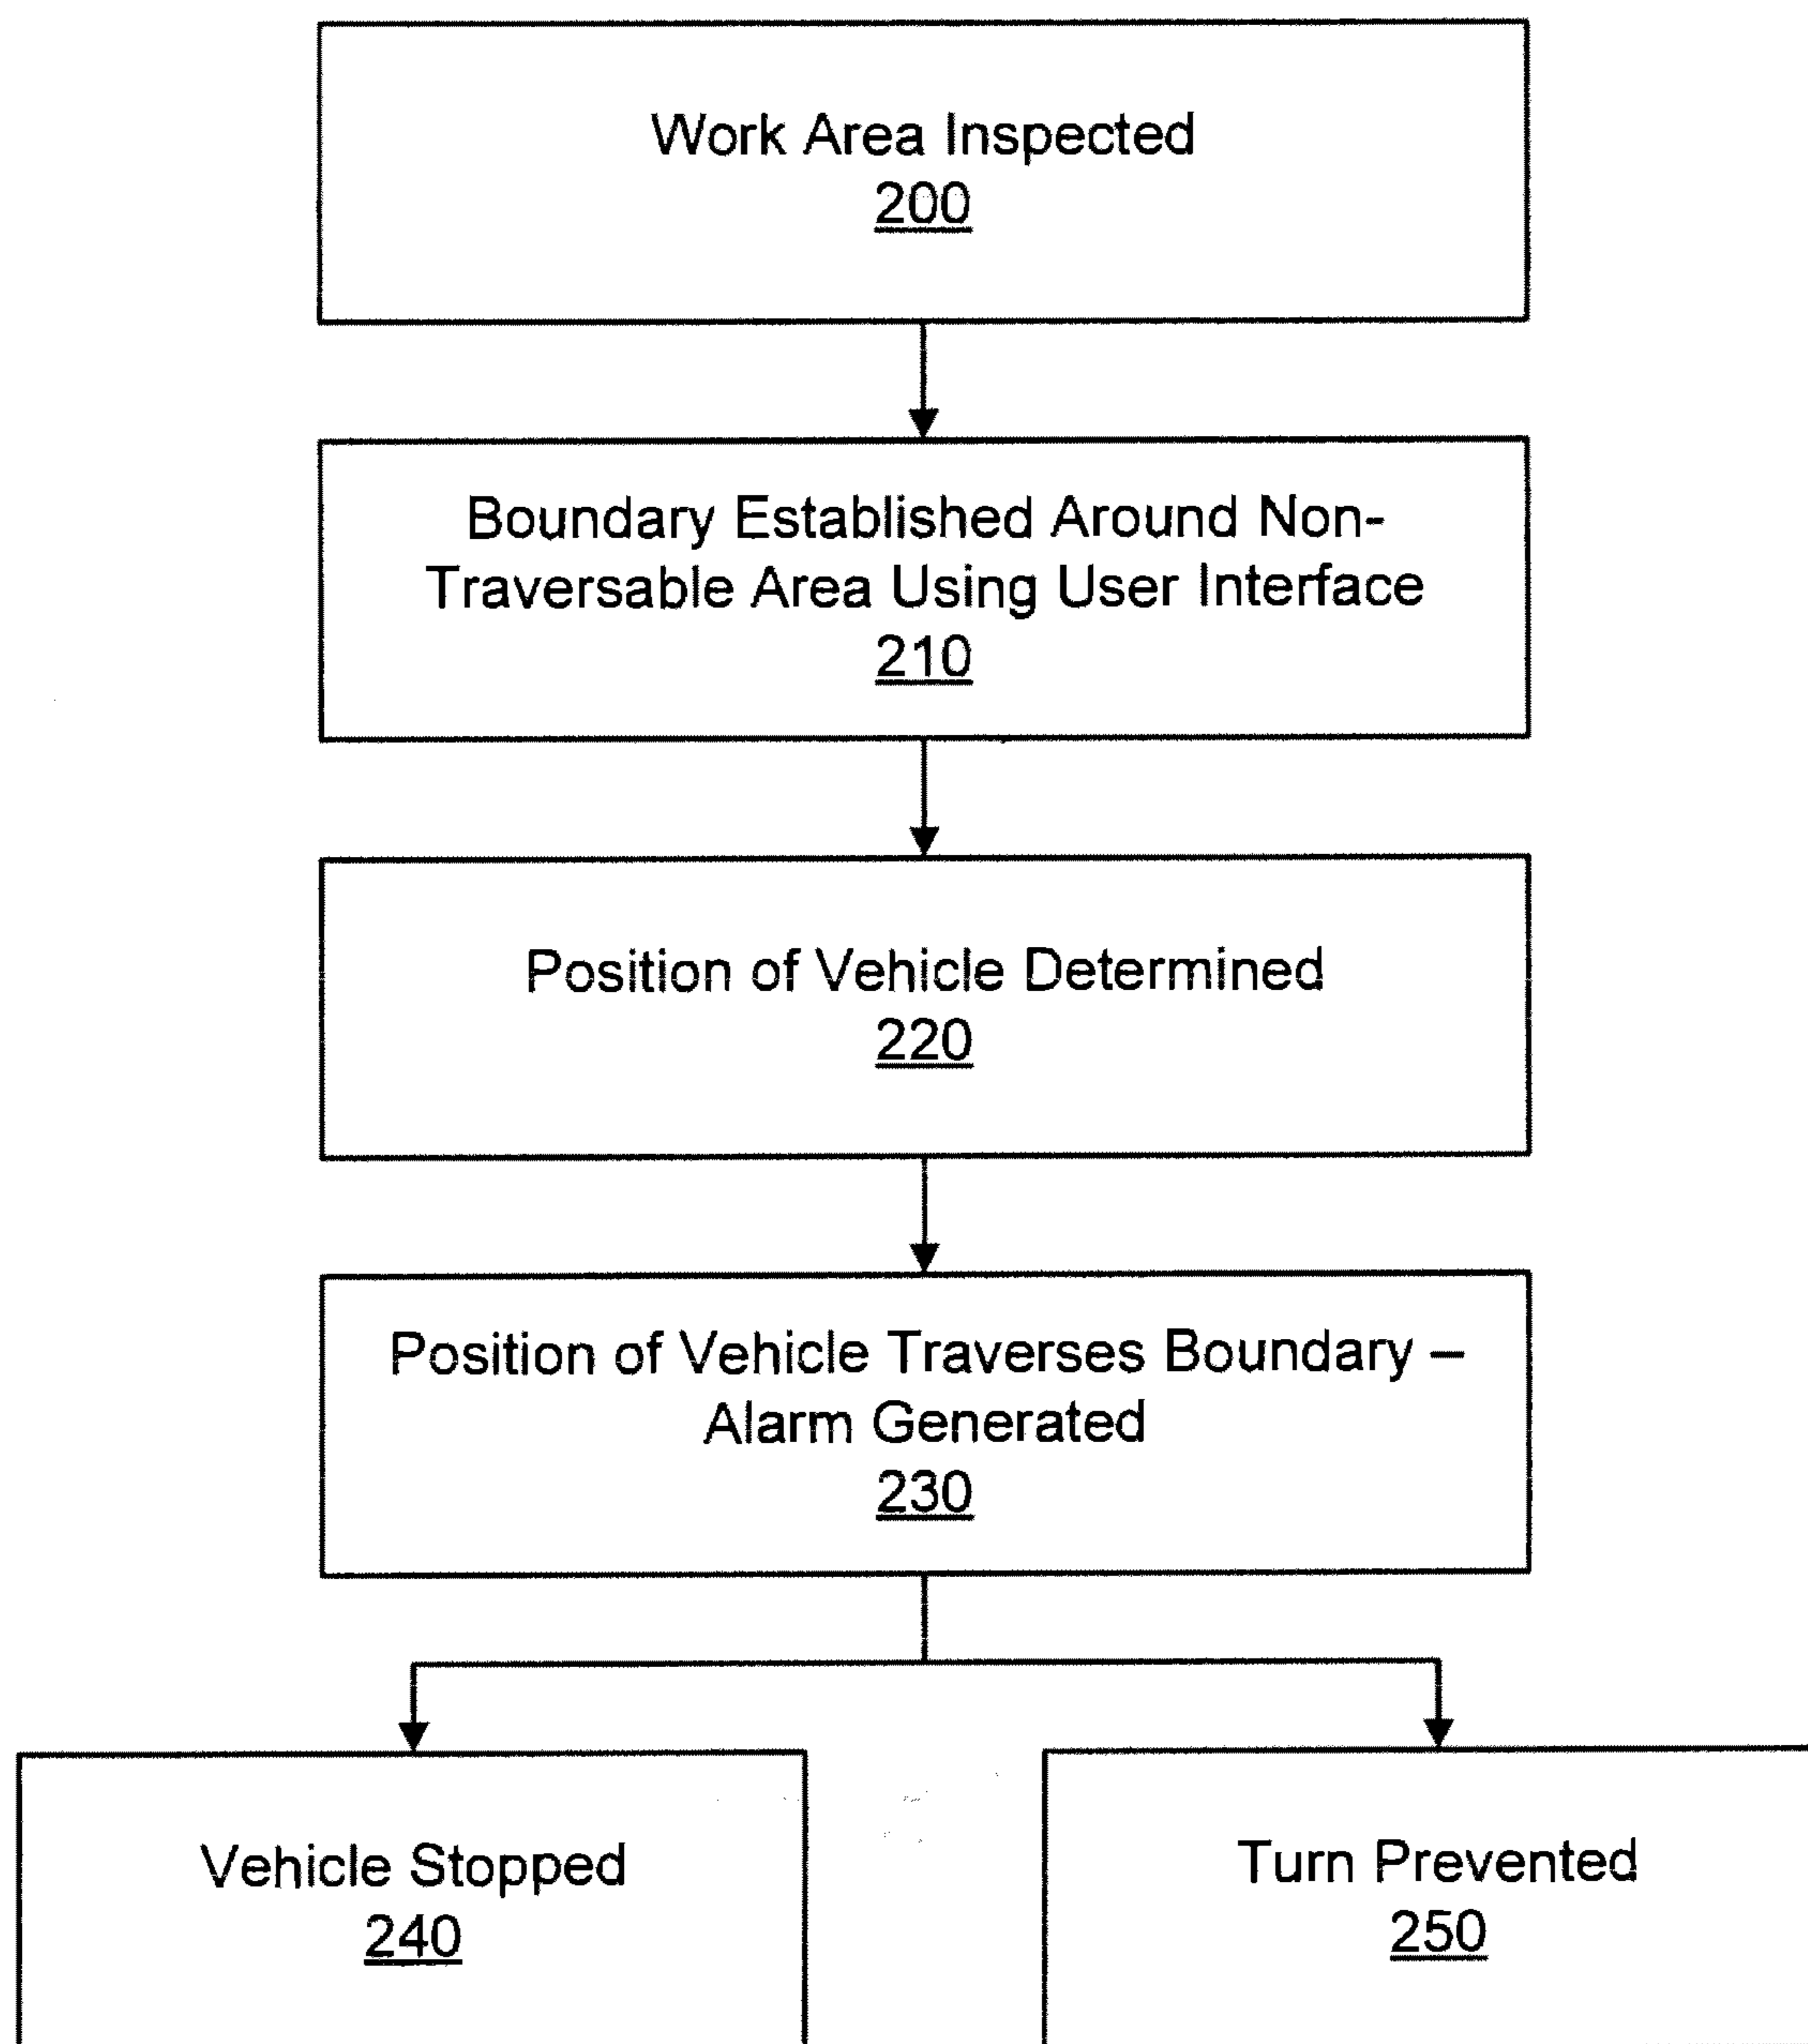 Work Area Inspected
200
Boundary Established Around Non-
Traversable Area Using User Interface
210
Position of Vehicle Determined
220
Position of Vehicle Traverses Boundary –
Alarm Generated
230
Vehicle Stopped
240
Turn Prevented
250